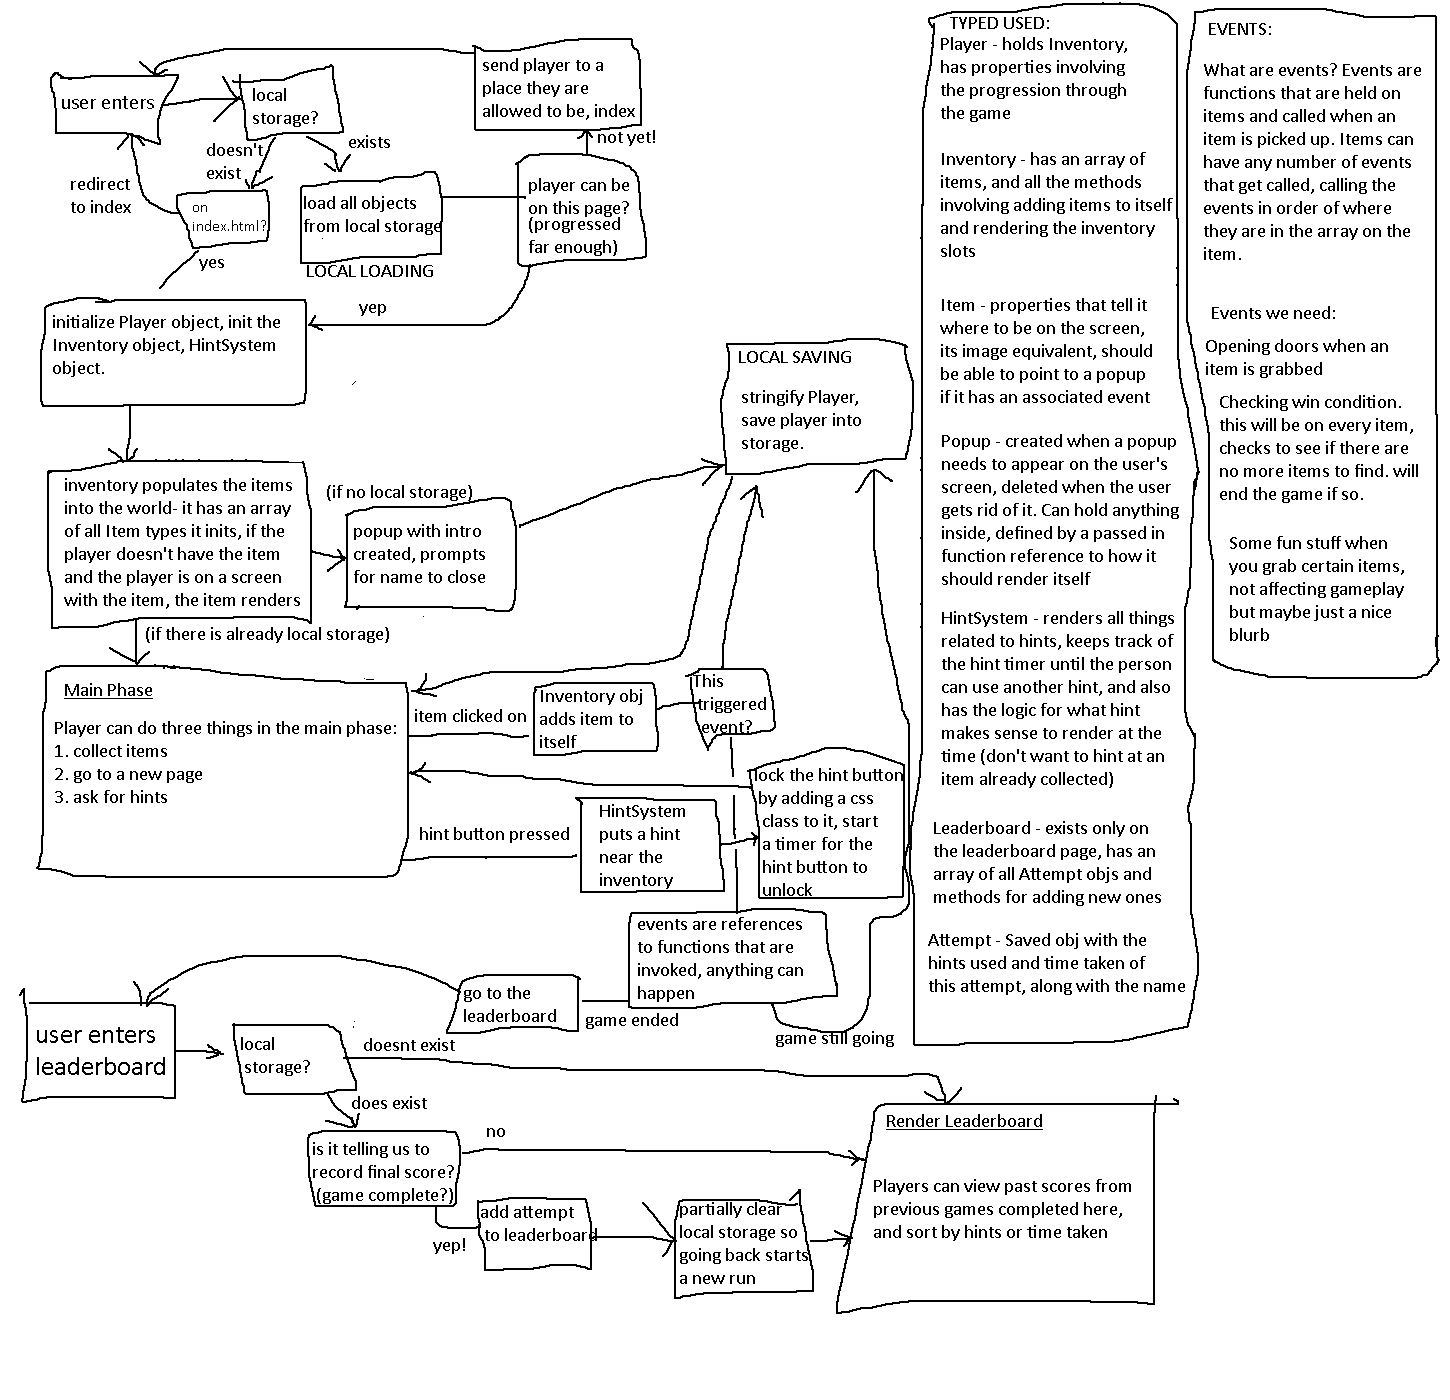 user enters
local
storage?
send player to a
place they are
allowed to be, index
not yet!
doesn't
exist
exists
redirect
to index
on
index.html?
yes
load all objects
from local storage
LOCAL LOADING
player can be
on this page?
(progressed
far enough)
yep
initialize Player object, init the
Inventory object, HintSystem
object.
inventory populates the items
into the world- it has an array
of all Item types it inits, if the
player doesn't have the item
and the player is on a screen
with the item, the item renders
(if no local storage)
popup with intro
created, prompts
for name to close
(if there is already local storage)
LOCAL SAVING
stringify Player,
save player into
storage.
Main Phase
Player can do three things in the main phase:
1. collect items
2. go to a new page
3. ask for hints
item clicked on
Inventory obj
adds item to
itself
This
triggered
event?
hint button pressed
HintSystem
puts a hint
near the
inventory
lock the hint button
by adding a css
class to it, start
a timer for the
hint button to
unlock
events are references
to functions that are
invoked, anything can
happen
game ended
game still going
go to the
leaderboard
user enters
leaderboard
local
storage?
doesnt exist
does exist
is it telling us to
record final score?
(game complete?)
no
yep!
add attempt
to leaderboard
partially clear
local storage so
going back starts
a new run
Render Leaderboard
Players can view past scores from
previous games completed here,
and sort by hints or time taken
TYPED USED:
Player - holds Inventory,
has properties involving
the progression through
the game
Inventory - has an array of
items, and all the methods
involving adding items to itself
and rendering the inventory
slots
Item - properties that tell it
where to be on the screen,
its image equivalent, should
be able to point to a popup
if it has an associated event
Popup - created when a popup
needs to appear on the user's
screen, deleted when the user
gets rid of it. Can hold anything
inside, defined by a passed in
function reference to how it
should render itself
HintSystem - renders all things
related to hints, keeps track of
the hint timer until the person
can use another hint, and also
has the logic for what hint
makes sense to render at the
time (don't want to hint at an
item already collected)
Leaderboard - exists only on
the leaderboard page, has an
array of all Attempt objs and
methods for adding new ones
Attempt - Saved obj with the
hints used and time taken of
this attempt, along with the name
EVENTS:
What are events? Events are
functions that are held on
items and called when an
item is picked up. Items can
have any number of events
that get called, calling the
events in order of where
they are in the array on the
item.
Events we need:
Opening doors when an
item is grabbed
Checking win condition.
this will be on every item,
checks to see if there are
no more items to find. will
end the game if so.
Some fun stuff when
you grab certain items,
not affecting gameplay
but maybe just a nice
blurb